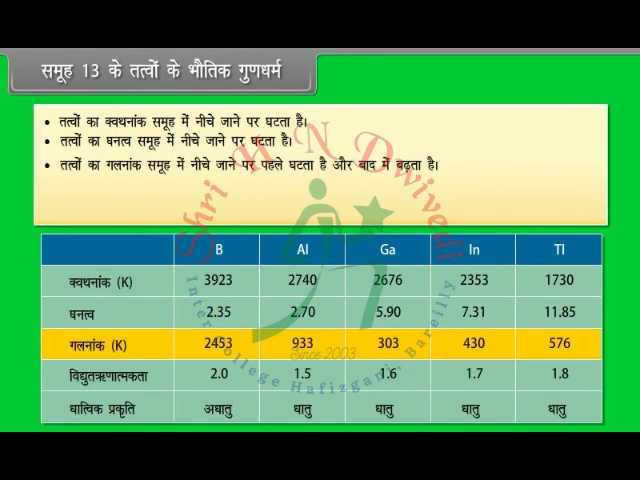 समूह 13 के तत्वों के भौतिक गुणधर्म
• तत्वों का क्वथनांक समूह में नीचे जाने पर घटता है।
• तत्वों का घनत्व समूह में नीचे जाने पर घटता है।
• तत्वों का गलनांक समूह में नीचे जाने पर पहले घटता है और बाद में बढ़ता है।
Shri H N Dwivedi
B Al Ga In Tl
क्वथनांक (K) 3923 2740 2676 2353 1730
घनत्व 2.35 2.70 5.90 7.31 11.85
गलनांक (K) 2453 933 303 430 576
विद्युतऋणात्मकता 2.0 1.5 1.6 1.7 1.8
धात्विक प्रकृति अधातु धातु धातु धातु धातु
Since 2003
Inter College Hafizganj, Bareilly